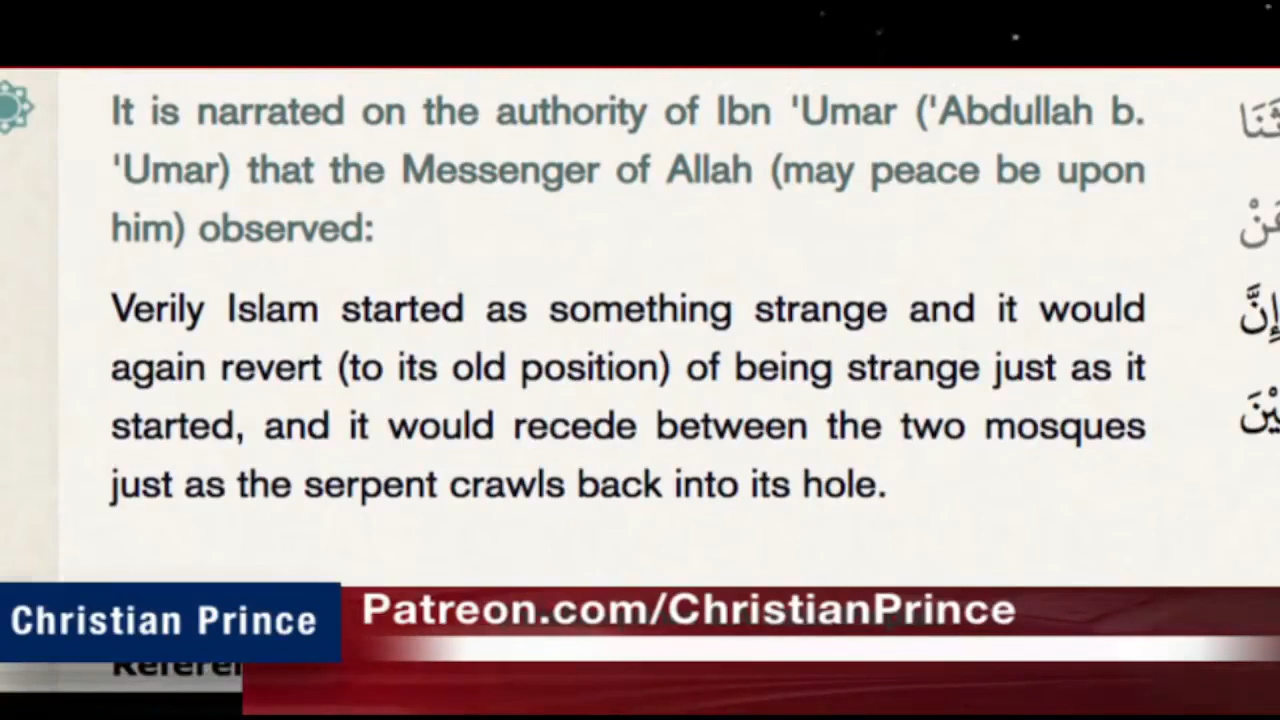 It is narrated on the authority of Ibn 'Umar ('Abdullah b.
'Umar) that the Messenger of Allah (may peace be upon
him) observed:
Verily Islam started as something strange and it would
again revert (to its old position) of being strange just as it
started, and it would recede between the two mosques
just as the serpent crawls back into its hole.
Christian Prince
Patreon.com/ChristianPrince